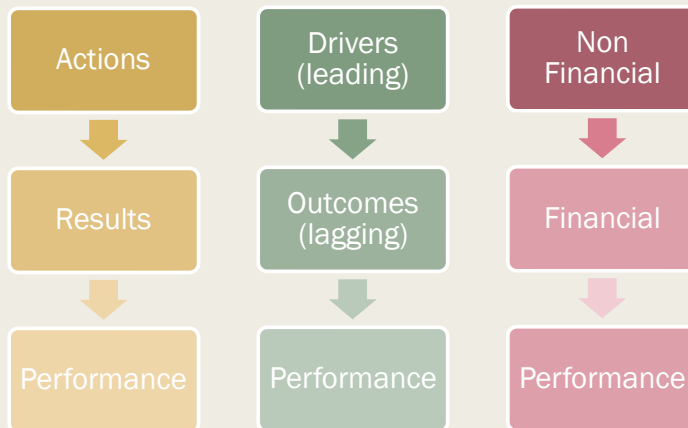 Actions
Drivers
(leading)
Non
Financial
Results
Outcomes
(lagging)
Financial
Performance
Performance
Performance